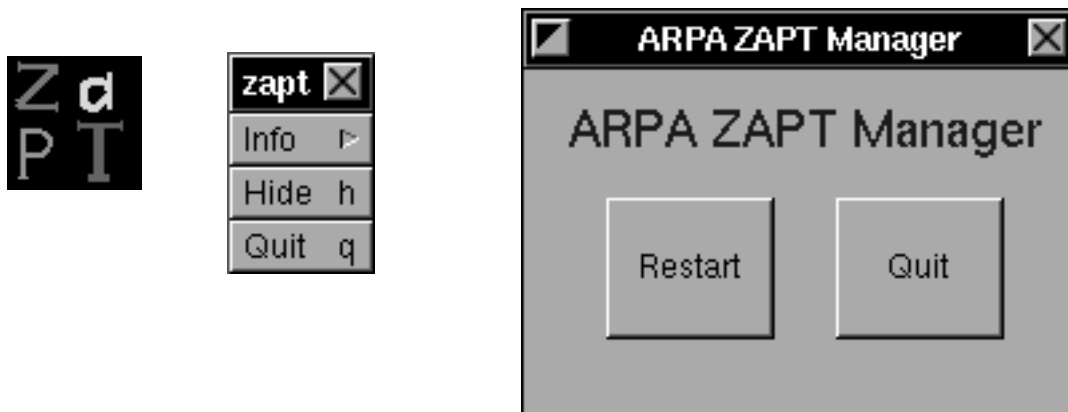 Z a
P T
zapt
Info
Hide h
Quit q
ARPA ZAPT Manager
ARPA ZAPT Manager
Restart Quit